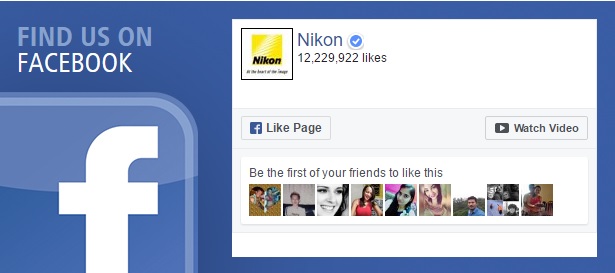 FIND US ON
FACEBOOK
Nikon
Nikon
At the heart of the image
12,229,922 likes
Like Page
Watch Video
Be the first of your friends to like this